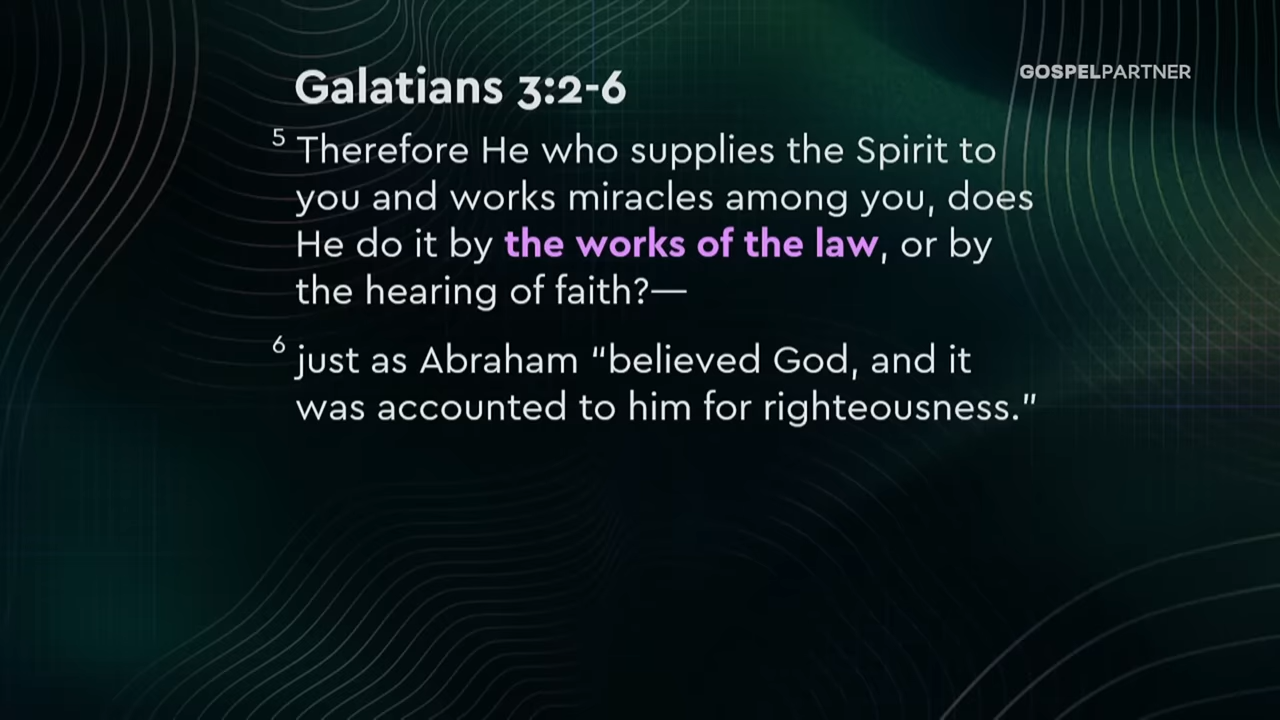 Galatians 3:2-6
GOSPELPARTNER
5 Therefore He who supplies the Spirit to
you and works miracles among you, does
He do it by the works of the law, or by
the hearing of faith?—
6 just as Abraham “believed God, and it
was accounted to him for righteousness.”